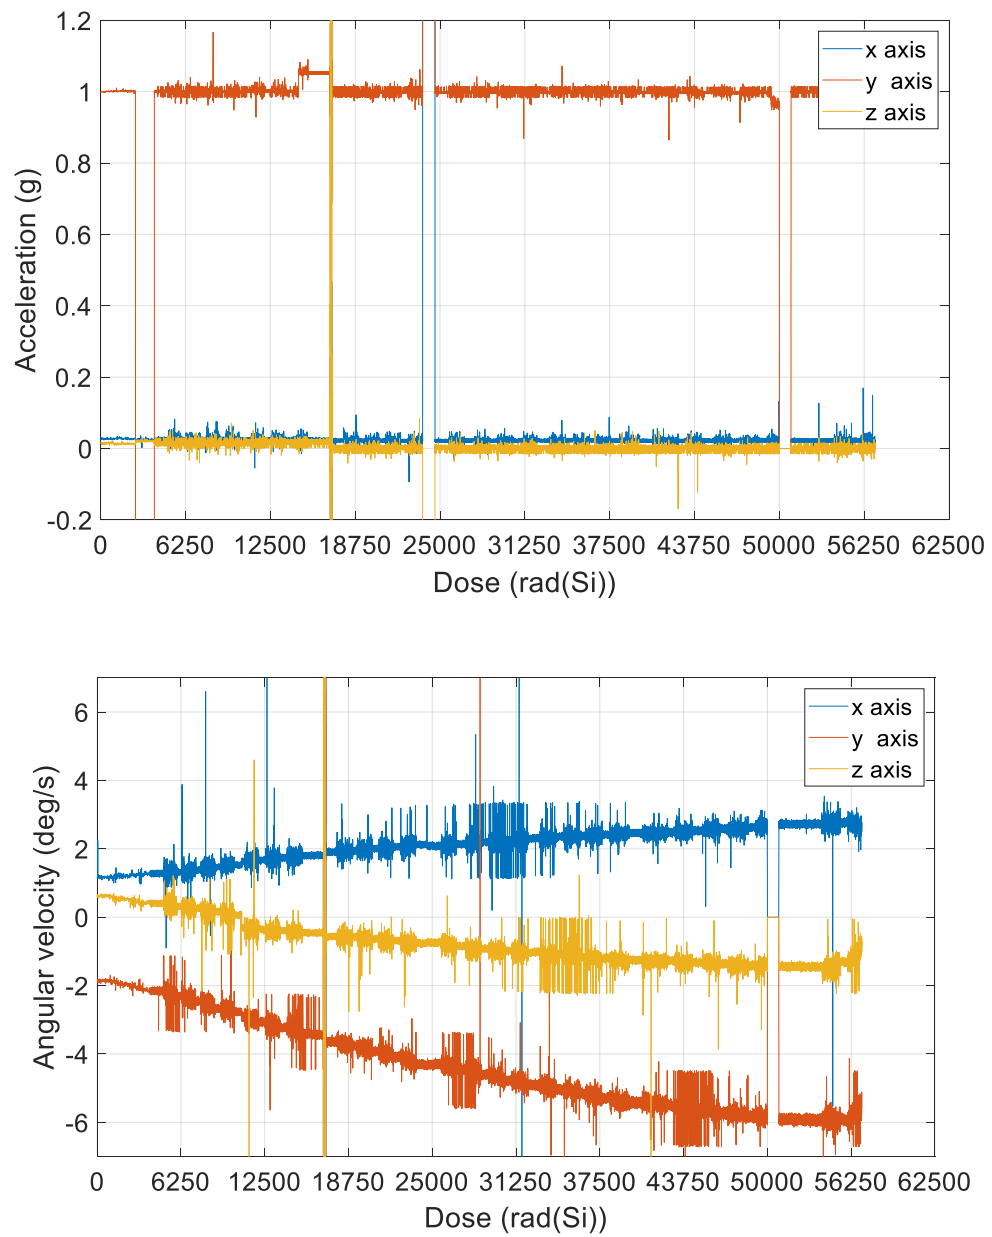 1.2
1
0.8
0.6
0.4
0.2
0
-0.2
Acceleration (g)
x axis
y  axis
z axis
0 6250 12500 18750 25000 31250 37500 43750 50000 56250 62500
Dose (rad(Si))
6
4
2
0
-2
-4
-6
Angular velocity (deg/s)
x axis
y  axis
z axis
0 6250 12500 18750 25000 31250 37500 43750 50000 56250 62500
Dose (rad(Si))